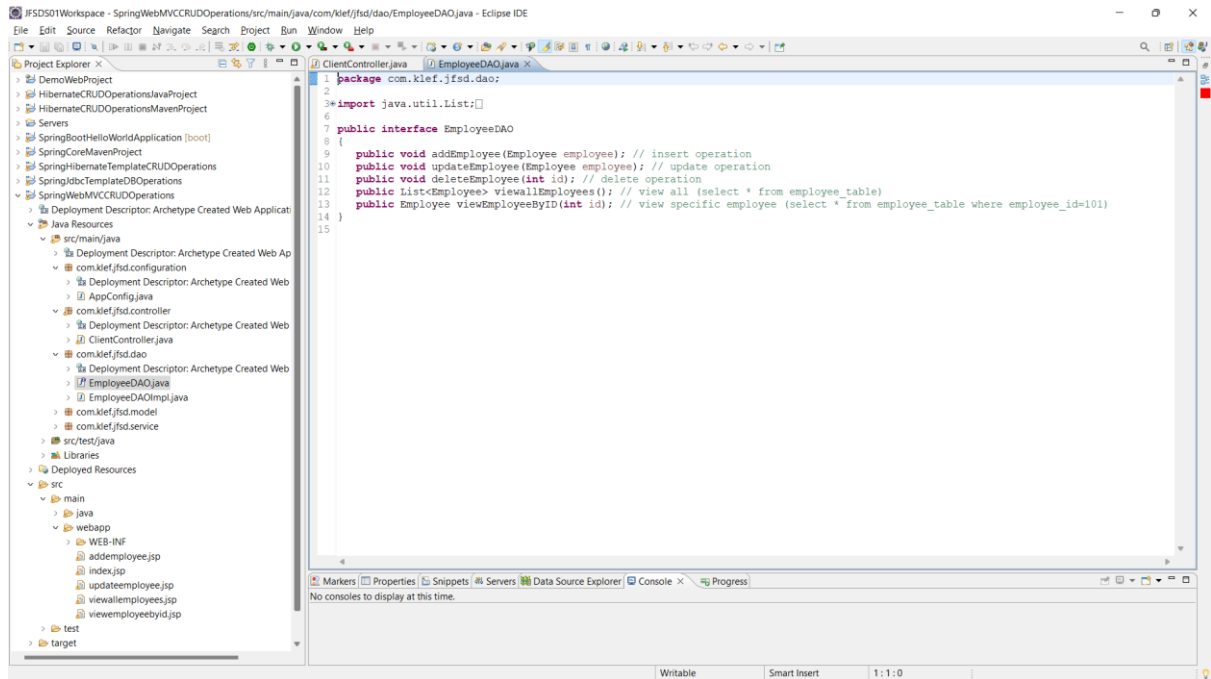 JFSDS01Workspace - SpringWebMVCCRUDOperations/src/main/java/com/klef/jfsd/dao/EmployeeDAO.java - Eclipse IDE
File Edit Source Refactor Navigate Search Project Run Window Help
Project Explorer
DemoWebProject
HibernateCRUDOperationsJavaProject
HibernateCRUDOperationsMavenProject
Servers
SpringBootHelloWorldApplication [boot]
SpringCoreMavenProject
SpringHibernateTemplateCRUDOperations
SpringJdbcTemplateDBOperations
SpringWebMVCCRUDOperations
Deployment Descriptor: Archetype Created Web Applicati
Java Resources
src/main/java
Deployment Descriptor: Archetype Created Web Ap
com.klef.jfsd.configuration
Deployment Descriptor: Archetype Created Web
AppConfig.java
com.klef.jfsd.controller
Deployment Descriptor: Archetype Created Web
ClientController.java
com.klef.jfsd.dao
Deployment Descriptor: Archetype Created Web
EmployeeDAO.java
EmployeeDAOImpl.java
com.klef.jfsd.model
com.klef.jfsd.service
src/test/java
Libraries
Deployed Resources
src
main
java
webapp
WEB-INF
addemployee.jsp
index.jsp
updateemployee.jsp
viewallemployees.jsp
viewemployeebyid.jsp
test
target
ClientController.java EmployeeDAO.java
1 package com.klef.jfsd.dao;
2
3 import java.util.List;
6
7 public interface EmployeeDAO
8 {
9 public void addEmployee(Employee employee); // insert operation
10 public void updateEmployee(Employee employee); // update operation
11 public void deleteEmployee(int id); // delete operation
12 public List<Employee> viewallEmployees(); // view all (select * from employee_table)
13 public Employee viewEmployeeByID(int id); // view specific employee (select * from employee_table where employee_id=101)
14 }
15
Markers Properties Snippets Servers Data Source Explorer Console Progress
No consoles to display at this time.
Writable Smart Insert 1 : 1 : 0